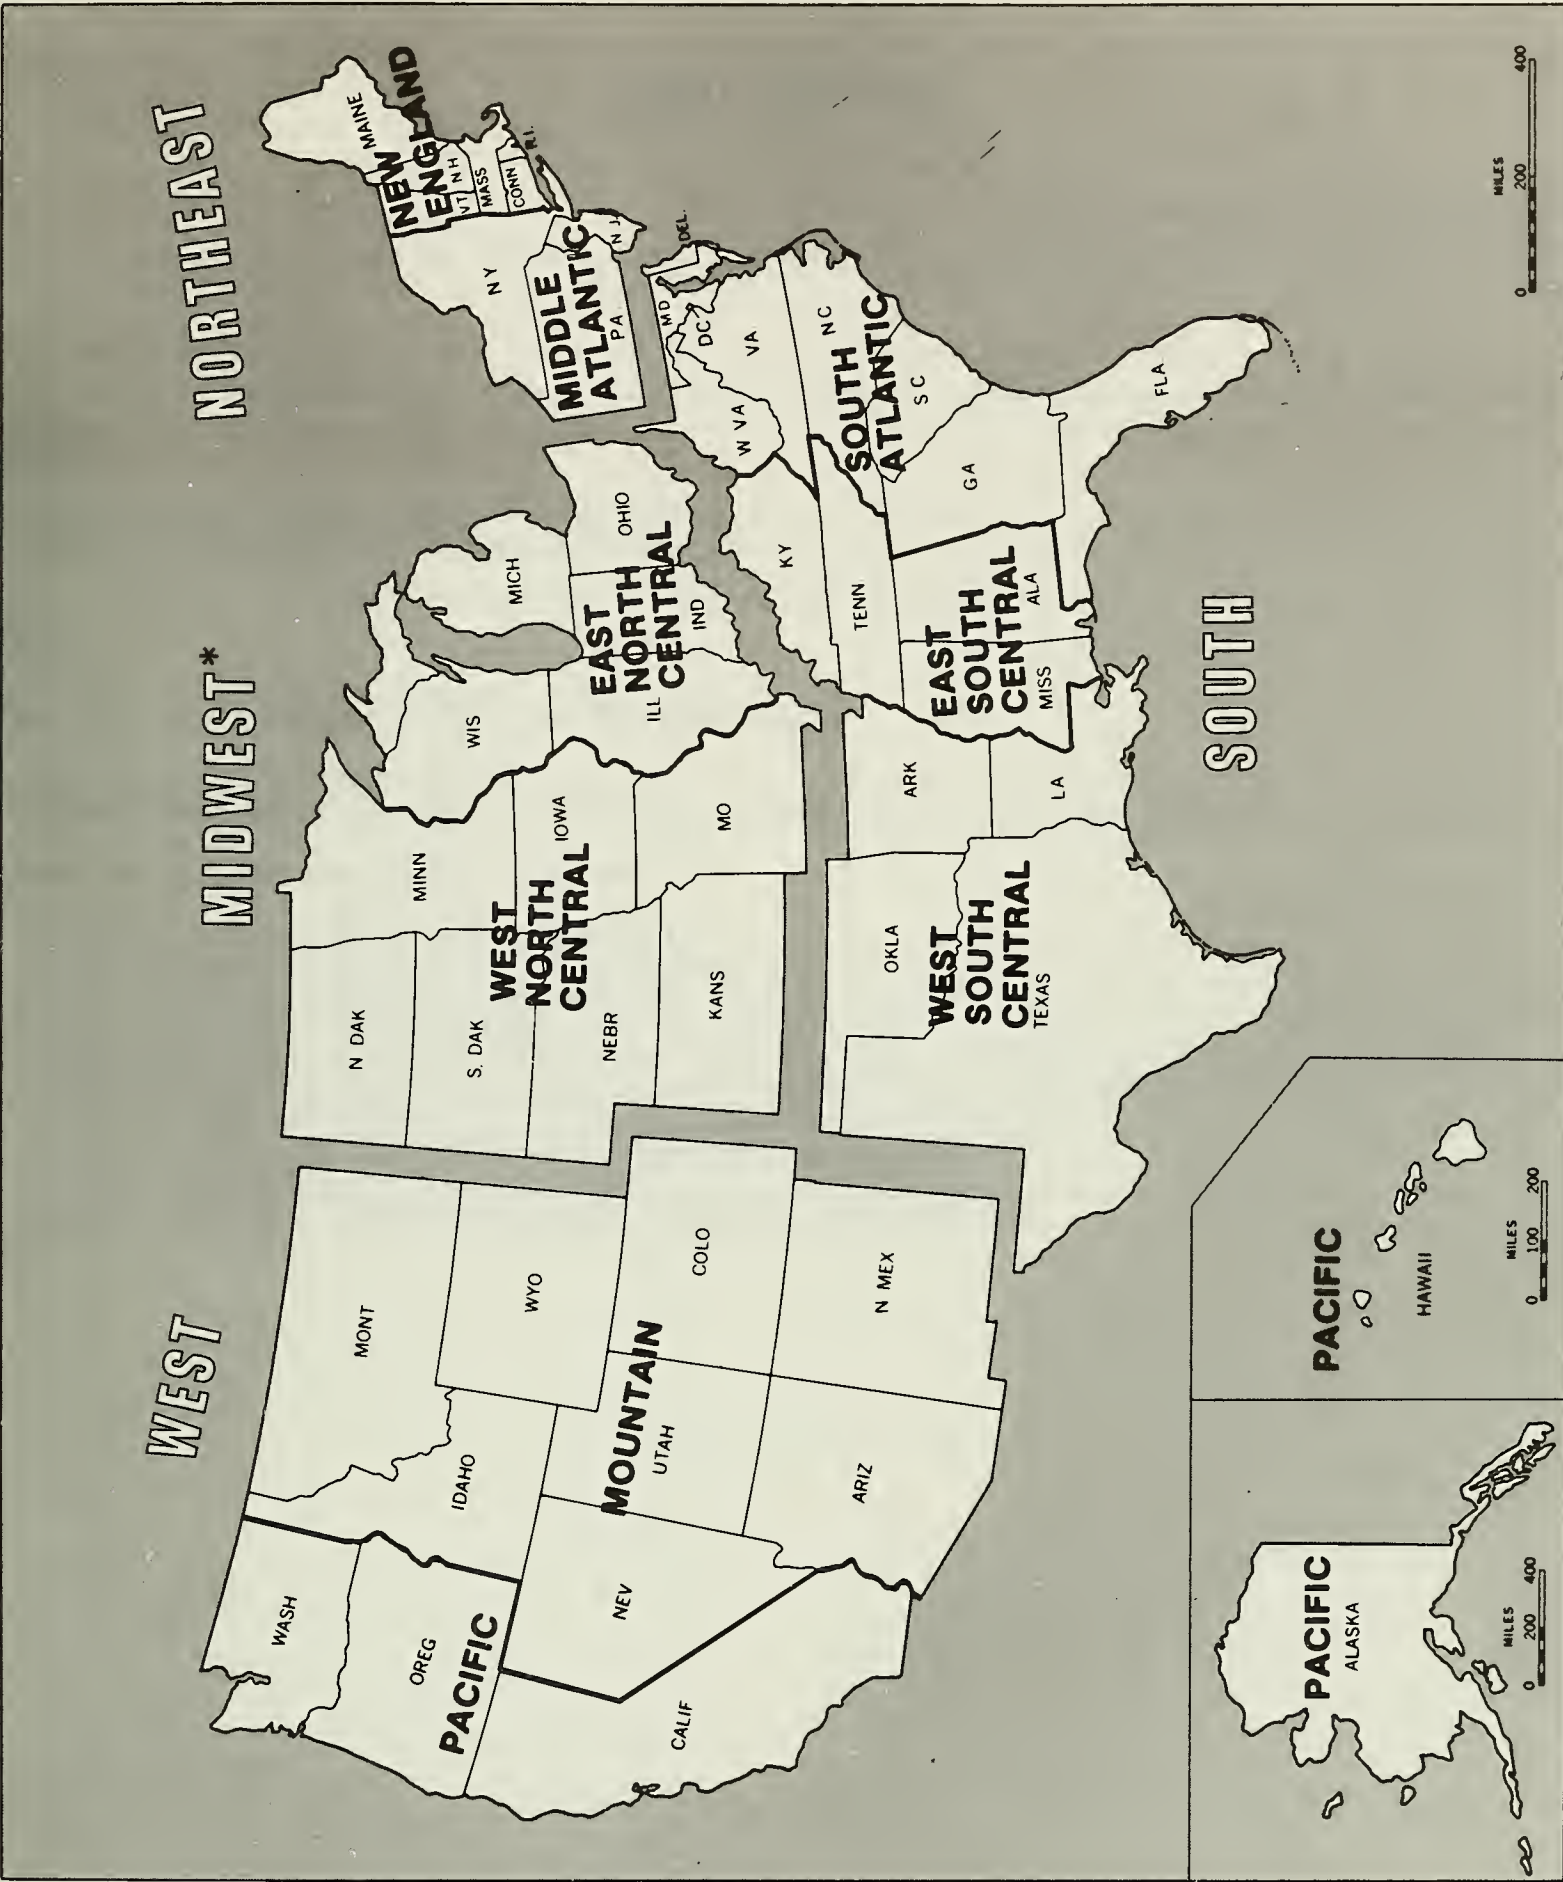 WEST
MIDWEST*
NORTHEAST
SOUTH
PACIFIC
WASH
OREG
CALIF
MOUNTAIN
MONT
IDAHO
WYO
NEV
UTAH
COLO
ARIZ
N MEX
WEST
NORTH
CENTRAL
N DAK
S. DAK
NEBR
KANS
MINN
IOWA
MO
EAST
NORTH
CENTRAL
WIS
MICH
ILL
IND
OHIO
NEW
ENGLAND
MAINE
VT
N H
MASS
CONN
R.I.
MIDDLE
ATLANTIC
NY
PA
N J
SOUTH
ATLANTIC
DEL.
MD
DC
VA
W VA
NC
S C
GA
FLA
EAST
SOUTH
CENTRAL
KY
TENN
ALA
MISS
WEST
SOUTH
CENTRAL
OKLA
ARK
LA
TEXAS
PACIFIC
ALASKA
MILES
0 200 400
PACIFIC
HAWAII
MILES
0 100 200
MILES
0 200 400